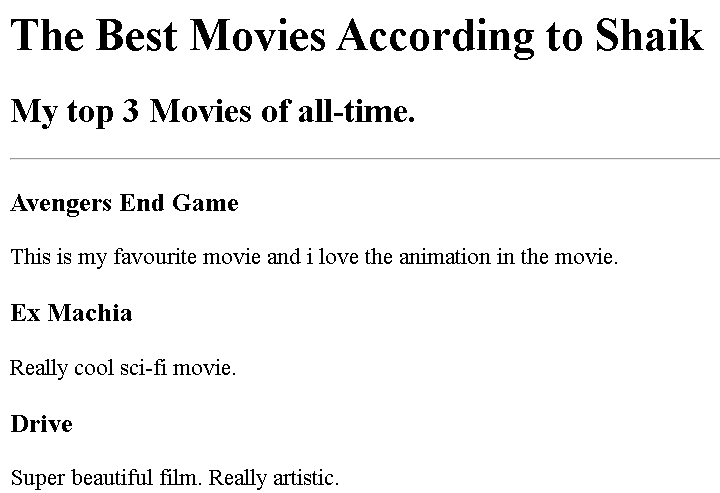 The Best Movies According to Shaik
My top 3 Movies of all-time.
Avengers End Game
This is my favourite movie and i love the animation in the movie.
Ex Machia
Really cool sci-fi movie.
Drive
Super beautiful film. Really artistic.